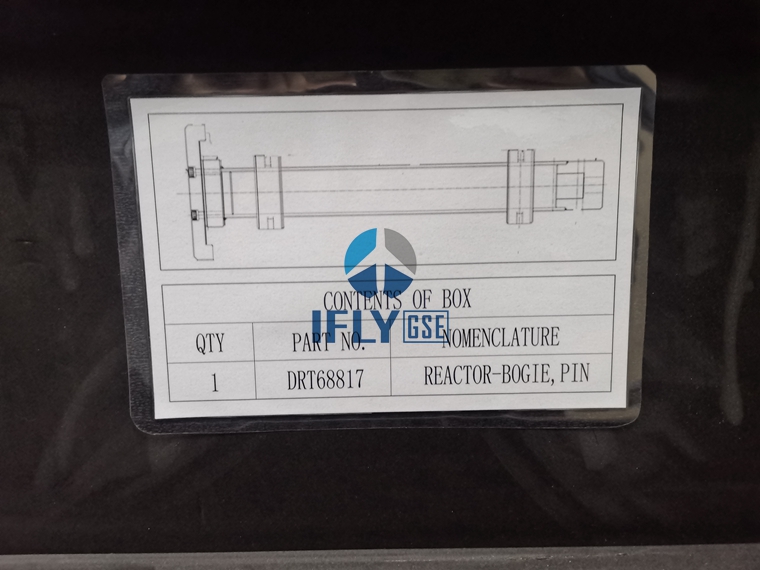 CONTENTS OF BOX
IFLY GSE
QTY PART NO. NOMENCLATURE
1 DRT68817 REACTOR-BOGIE, PIN